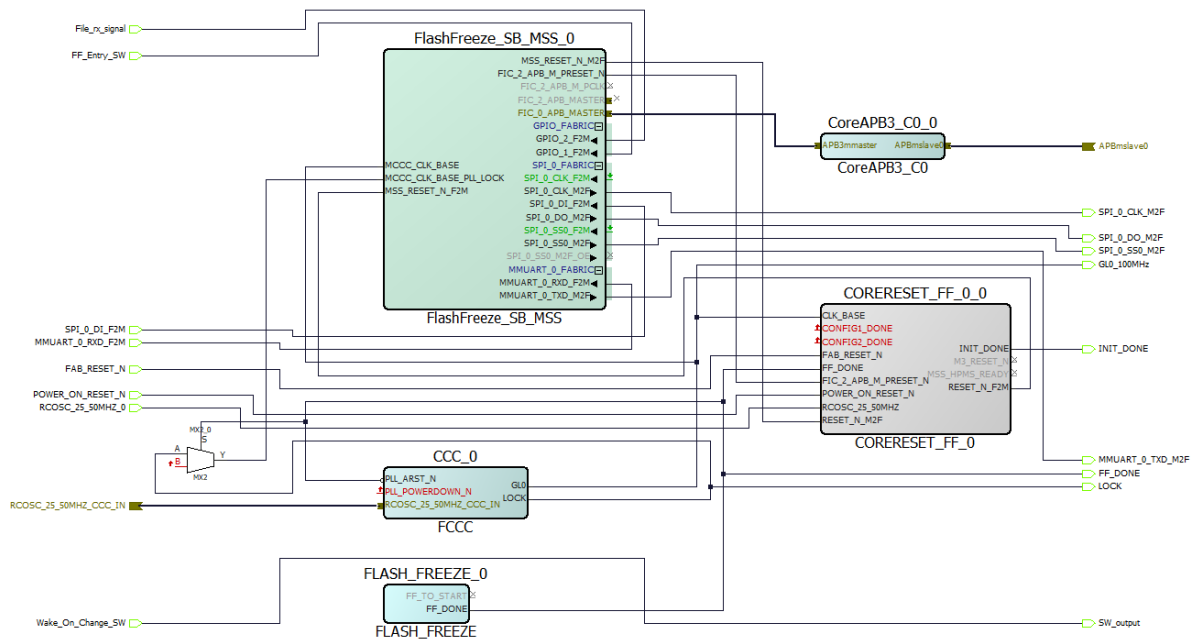 File_rx_signal
FF_Entry_SW
FlashFreeze_SB_MSS_0
MSS_RESET_N_M2F
FIC_2_APB_M_PRESET_N
FIC_2_APB_M_PCLK
FIC_2_APB_MASTER
FIC_0_APB_MASTER
GPIO_FABRIC
GPIO_2_F2M
GPIO_1_F2M
MCCC_CLK_BASE
SPI_0_FABRIC
MCCC_CLK_BASE_PLL_LOCK
SPI_0_CLK_F2M
MSS_RESET_N_F2M
SPI_0_CLK_M2F
SPI_0_DI_F2M
SPI_0_DO_M2F
SPI_0_SS0_F2M
SPI_0_SS0_M2F
SPI_0_SS0_M2F_OE
MMUART_0_FABRIC
MMUART_0_RXD_F2M
MMUART_0_TXD_M2F
FlashFreeze_SB_MSS
CoreAPB3_C0_0
APB3mmaster
APBmslave0
CoreAPB3_C0
APBmslave0
SPI_0_CLK_M2F
SPI_0_DO_M2F
SPI_0_SS0_M2F
GL0_100MHz
CORERESET_FF_0_0
CLK_BASE
CONFIG1_DONE
CONFIG2_DONE
FAB_RESET_N
FF_DONE
FIC_2_APB_M_PRESET_N
POWER_ON_RESET_N
RCOSC_25_50MHZ
RESET_N_M2F
INIT_DONE
M3_RESET_N
MSS_HPMS_READY
RESET_N_F2M
CORERESET_FF_0
INIT_DONE
SPI_0_DI_F2M
MMUART_0_RXD_F2M
FAB_RESET_N
POWER_ON_RESET_N
RCOSC_25_50MHZ_0
MX2_0
S
A
B
Y
MX2
CCC_0
PLL_ARST_N
PLL_POWERDOWN_N
RCOSC_25_50MHZ_CCC_IN
GL0
LOCK
FCCC
RCOSC_25_50MHZ_CCC_IN
MMUART_0_TXD_M2F
FF_DONE
LOCK
FLASH_FREEZE_0
FF_TO_START
FF_DONE
FLASH_FREEZE
Wake_On_Change_SW
SW_output